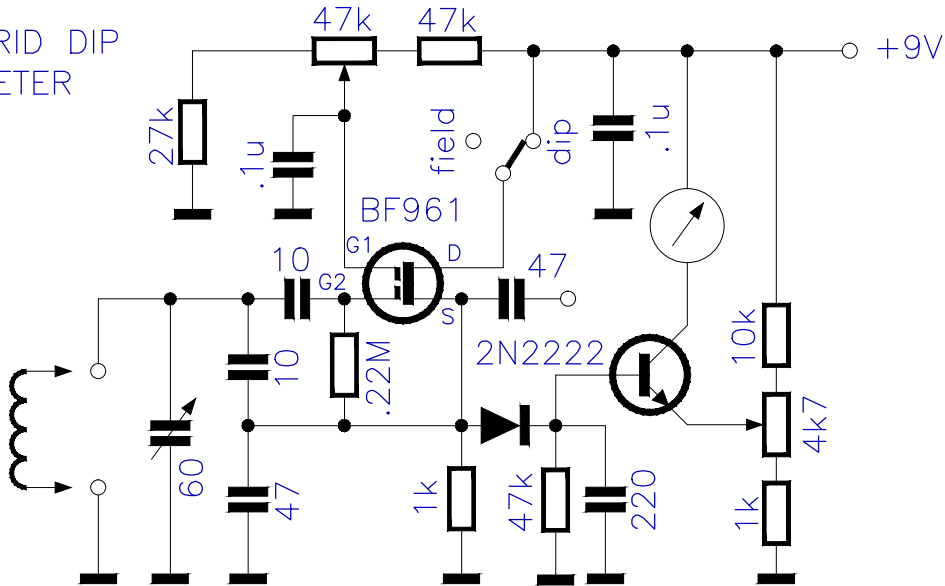 RID DIP
ETER
47k
47k
+9V
27k
.1u
field
dip
.1u
BF961
G1
D
10
G2
47
S
2N2222
10k
10
.22M
4k7
60
47
1k
47k
220
1k